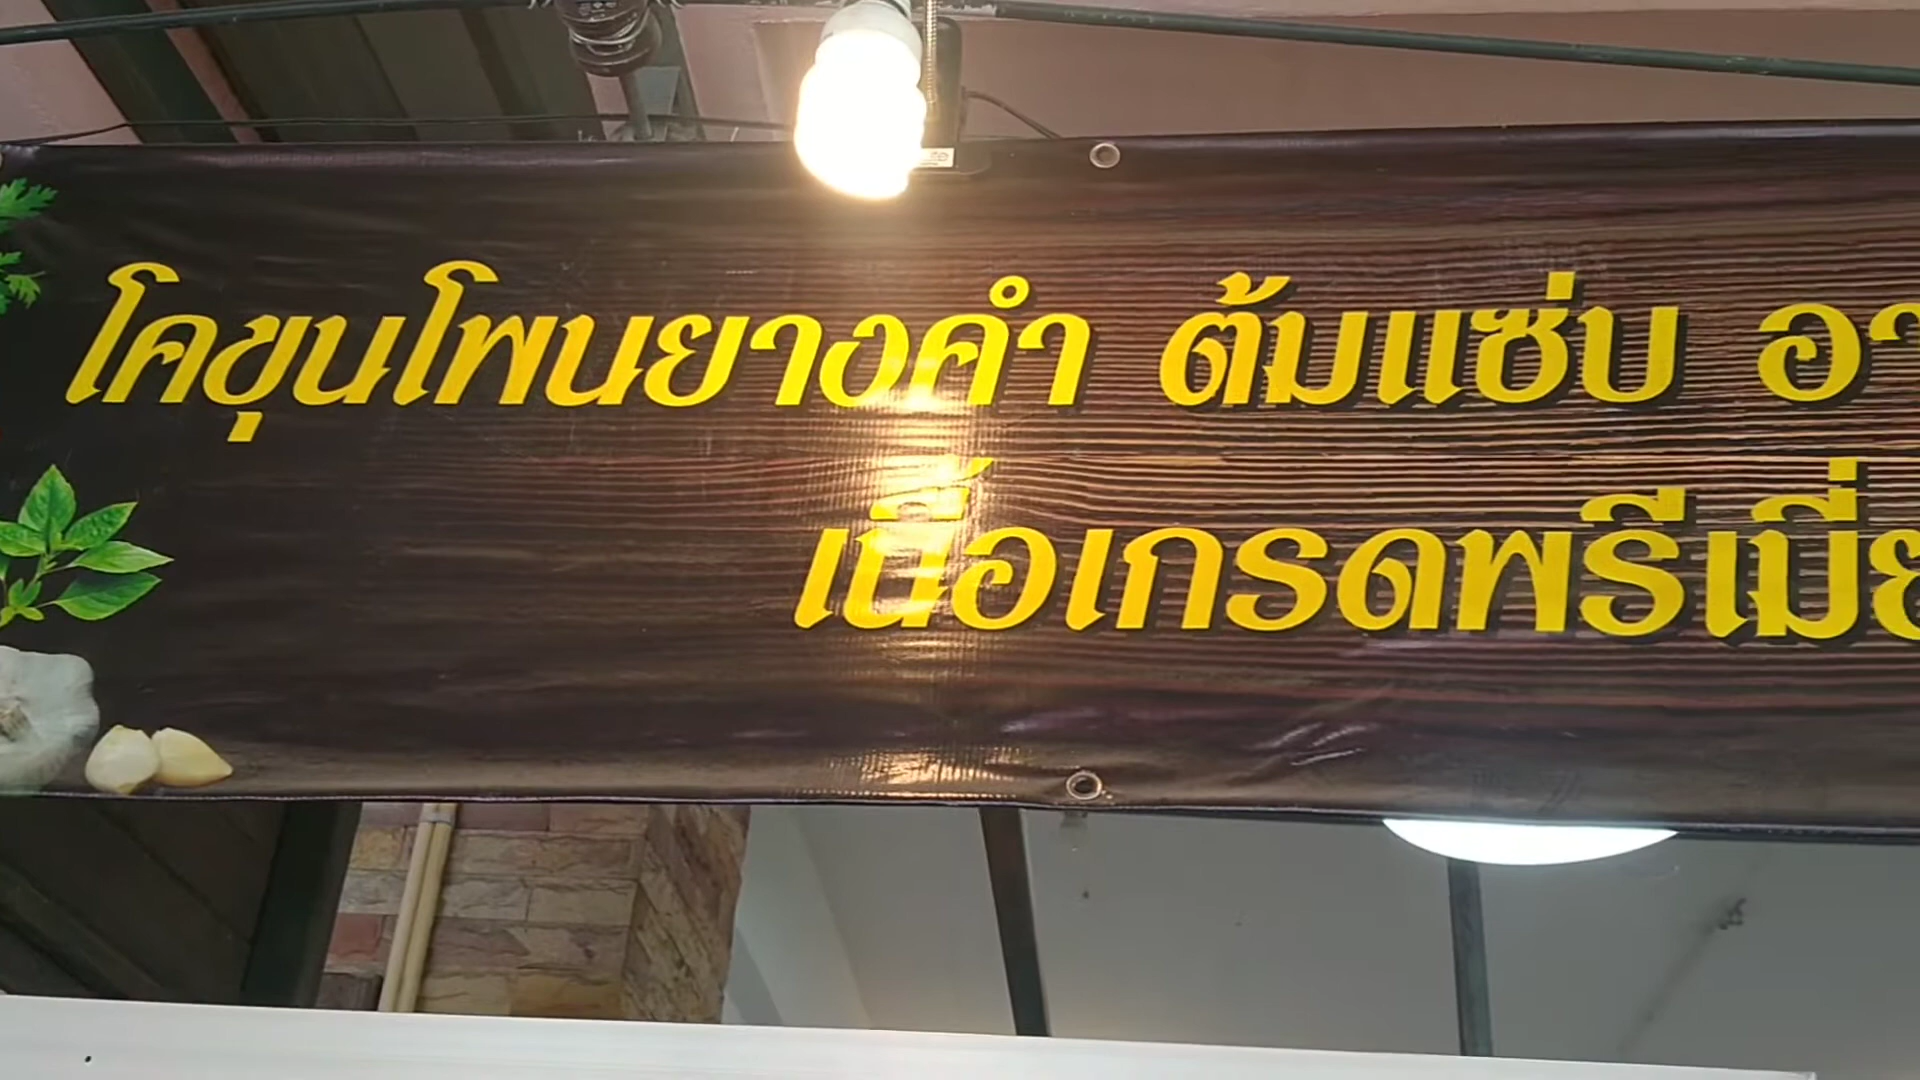 โคขุนโพนยางคำ ต้มแซ่บ
เนื้อเกรดพรีเมี่ย